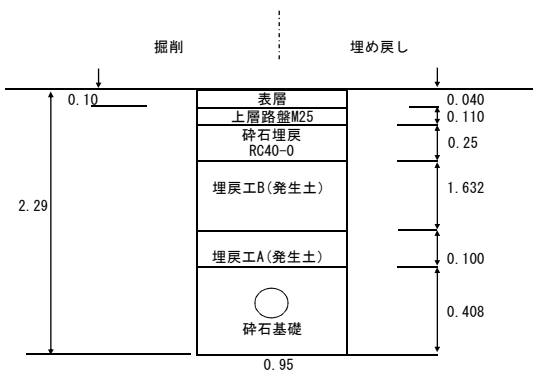 掘削
埋め戻し
0.10
表層
0.040
上層路盤M25
0.110
砕石埋戻
RC40-0
0.25
2.29
埋戻工B(発生土)
1.632
埋戻工A(発生土)
0.100
0.408
砕石基礎
0.95